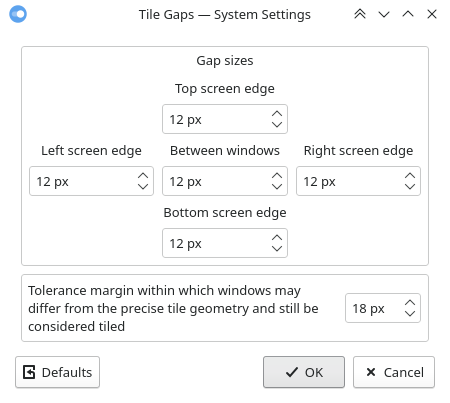 Tile Gaps — System Settings
Gap sizes
Top screen edge
12 px
Left screen edge
Between windows
Right screen edge
12 px
12 px
12 px
Bottom screen edge
12 px
Tolerance margin within which windows may
differ from the precise tile geometry and still be
considered tiled
18 px
Defaults
OK
Cancel